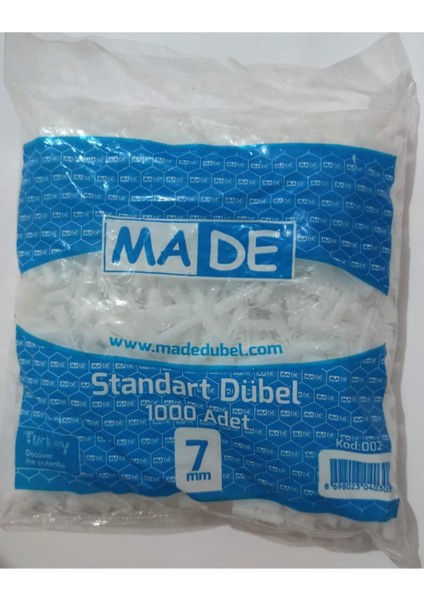 MADE
www.madedubel.com
Standart Dübel
1000 Adet
7
mm
Kod:002
Turkey
Discover
the potential